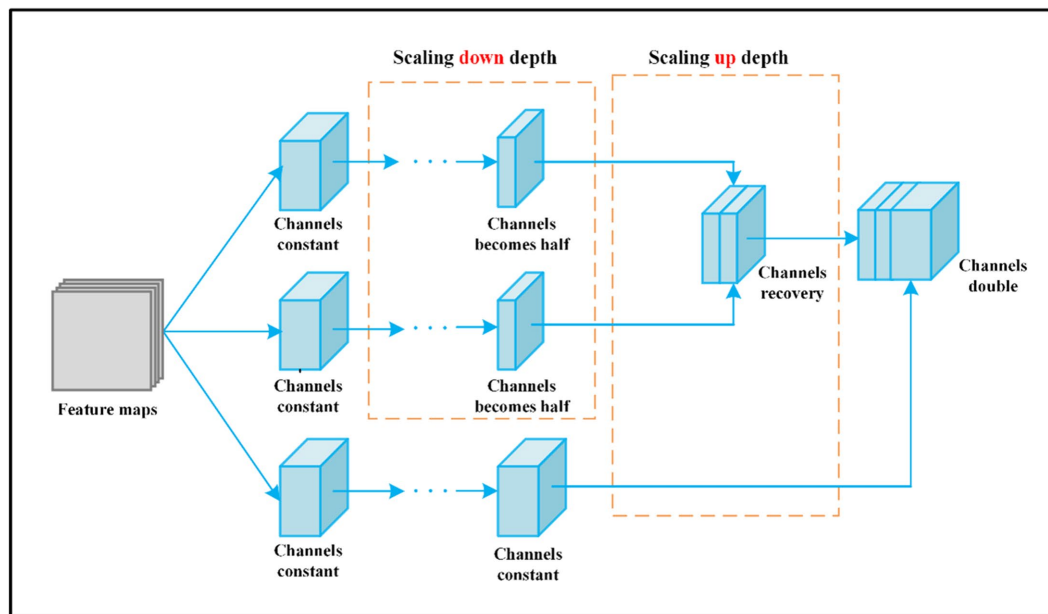 Scaling down depth
Scaling up depth
Channels
constant
Channels
becomes half
Channels
recovery
Channels
double
Feature maps
Channels
constant
Channels
becomes half
Channels
constant
Channels
constant